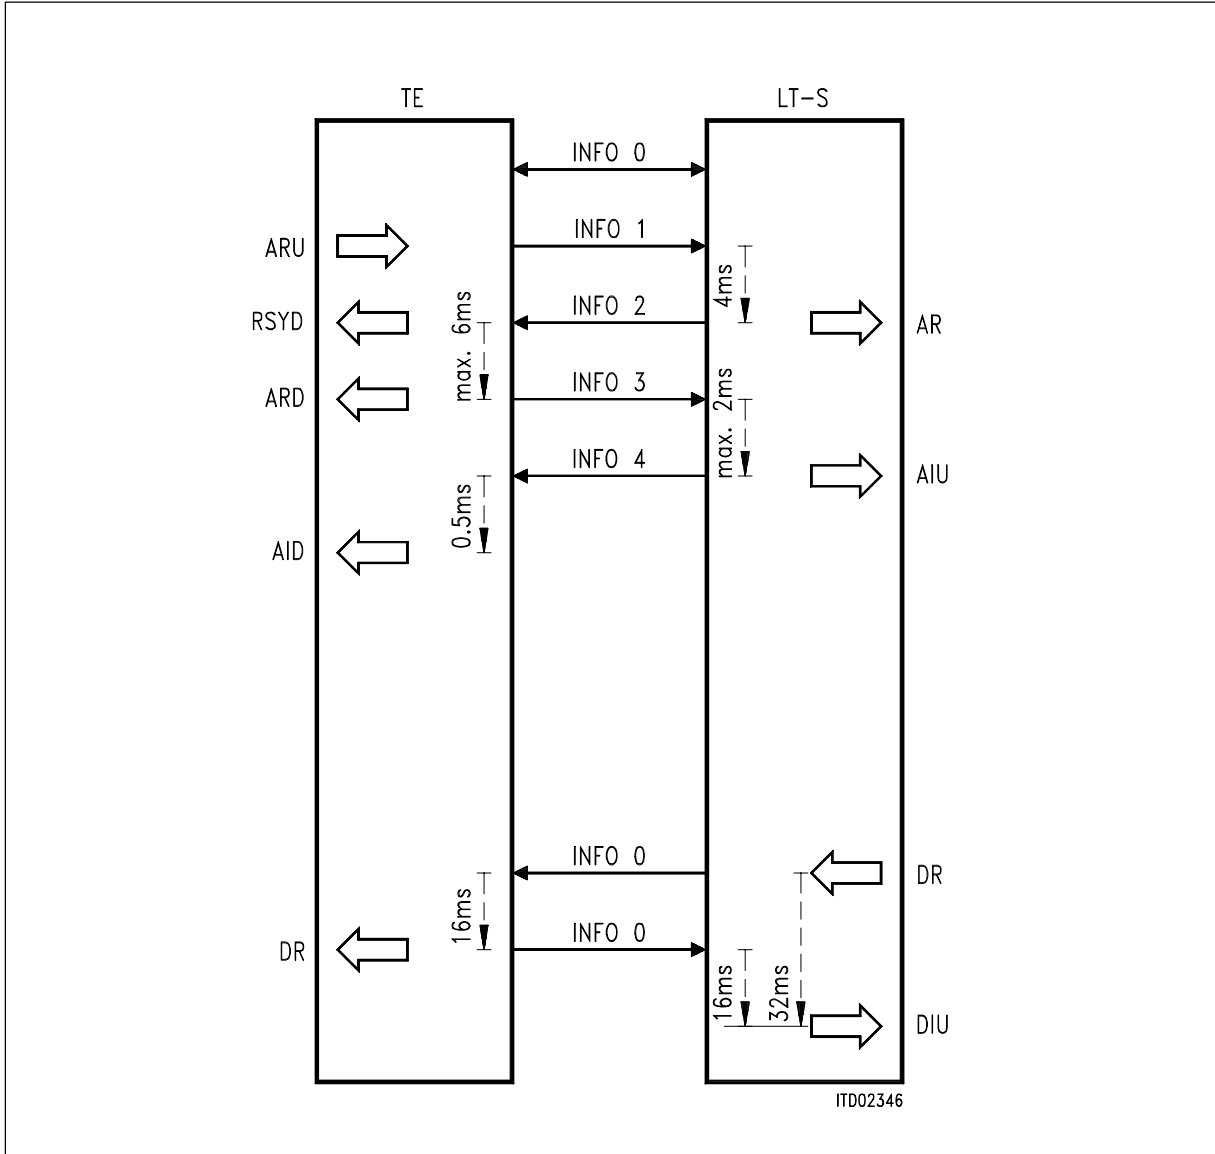 TE
LT-S
INFO 0
ARU
INFO 1
4ms
RSYD
max. 6ms
INFO 2
AR
ARD
INFO 3
max. 2ms
INFO 4
AIU
0.5ms
AID
INFO 0
DR
16ms
DR
INFO 0
16ms
32ms
DIU
ITD02346